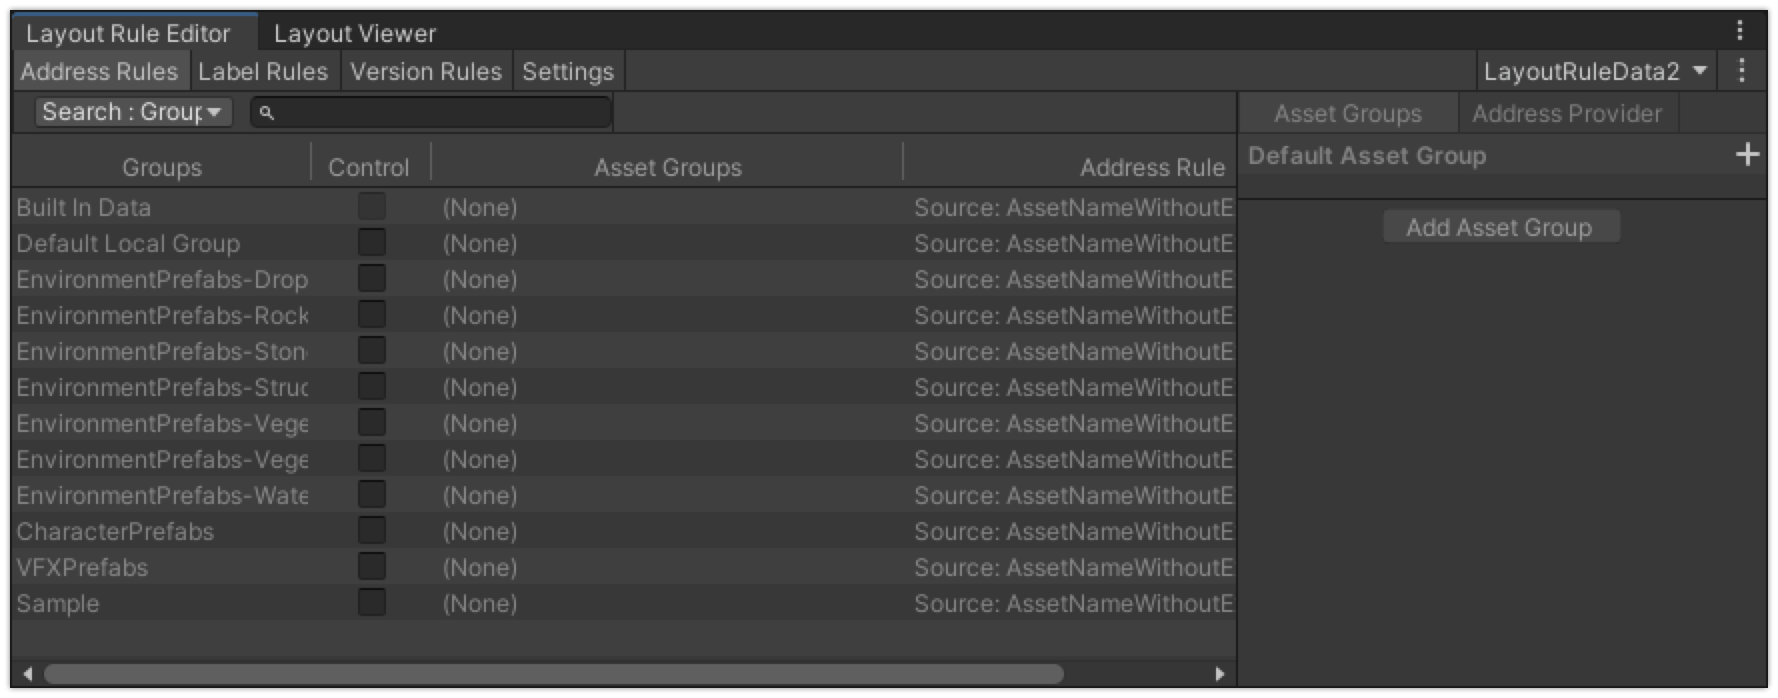 Layout Rule Editor Layout Viewer
Address Rules Label Rules Version Rules Settings LayoutRuleData2
Search : Group
Asset Groups Address Provider
Default Asset Group
Add Asset Group
Groups Control Asset Groups Address Rule
Built In Data (None) Source: AssetNameWithoutE
Default Local Group (None) Source: AssetNameWithoutE
EnvironmentPrefabs-Drop (None) Source: AssetNameWithoutE
EnvironmentPrefabs-Rock (None) Source: AssetNameWithoutE
EnvironmentPrefabs-Ston (None) Source: AssetNameWithoutE
EnvironmentPrefabs-Struc (None) Source: AssetNameWithoutE
EnvironmentPrefabs-Vege (None) Source: AssetNameWithoutE
EnvironmentPrefabs-Vege (None) Source: AssetNameWithoutE
EnvironmentPrefabs-Wate (None) Source: AssetNameWithoutE
CharacterPrefabs (None) Source: AssetNameWithoutE
VFXPrefabs (None) Source: AssetNameWithoutE
Sample (None) Source: AssetNameWithoutE